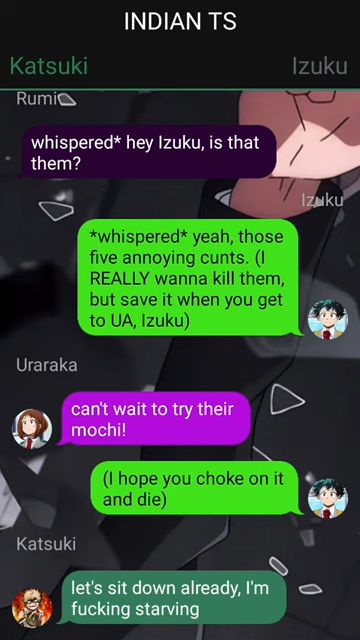 INDIAN TS
Katsuki
Izuku
Rumi
whispered* hey Izuku, is that
them?
Izuku
*whispered* yeah, those
five annoying cunts. (I
REALLY wanna kill them,
but save it when you get
to UA, Izuku)
Uraraka
can't wait to try their
mochi!
(I hope you choke on it
and die)
Katsuki
let's sit down already, I'm
fucking starving